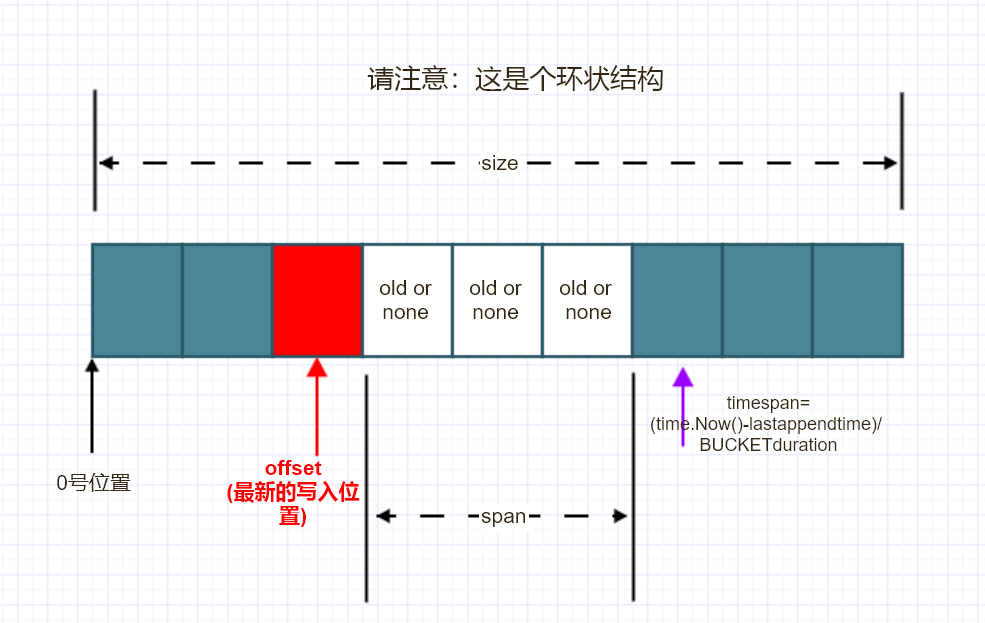 请注意：这是个环状结构
size
old or
none
old or
none
old or
none
timespan=
(time.Now()-lastappendtime)/
BUCKETduration
0号位置
offset
(最新的写入位
置)
span